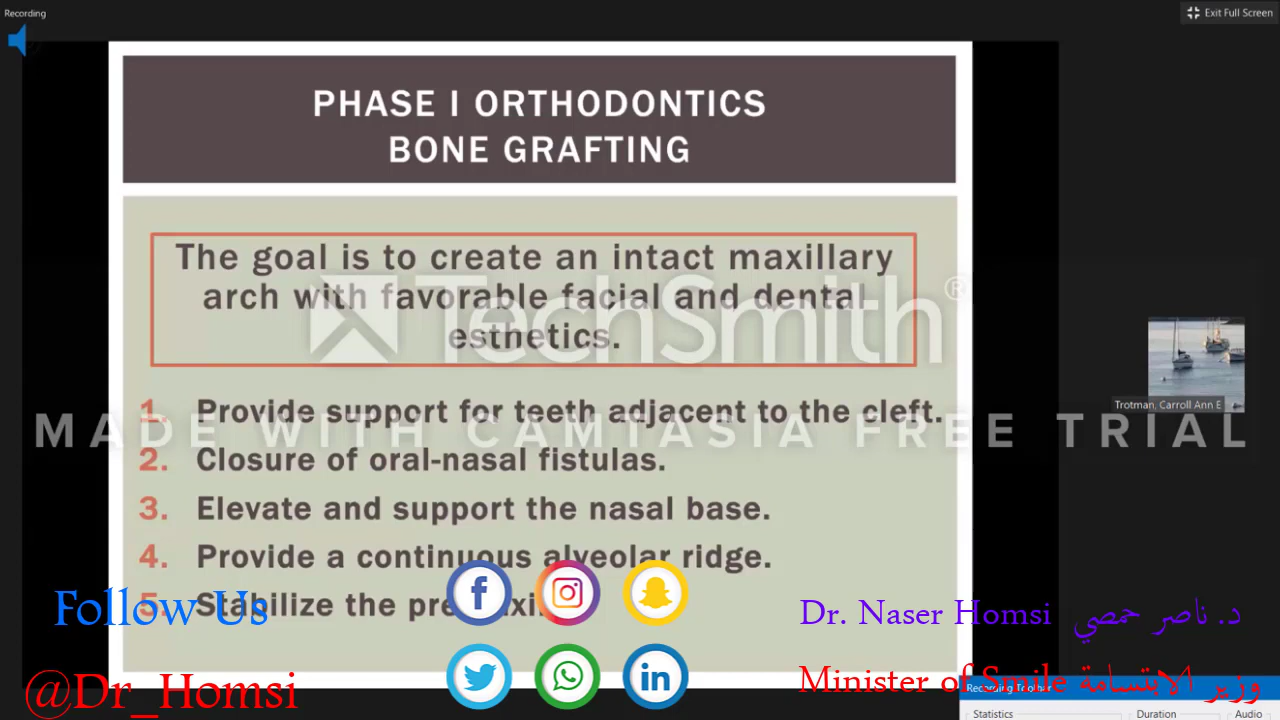 Recording
Exit Full Screen
PHASE I ORTHODONTICS
BONE GRAFTING
The goal is to create an intact maxillary
arch with favorable facial and dental
esthetics.
TechSmith®
1. Provide support for teeth adjacent to the cleft.
MADE WITH CAMTASIA FREE TRIAL
2. Closure of oral-nasal fistulas.
3. Elevate and support the nasal base.
4. Provide a continuous alveolar ridge.
5. Stabilize the
Trotman, Carroll Ann E
Follow Us
@Dr_Homsi
Dr. Naser Homsi د. ناصر حمصي
Minister of Smile وزير الابتسامة
Recording Toolbar
Statistics
Duration
Audio